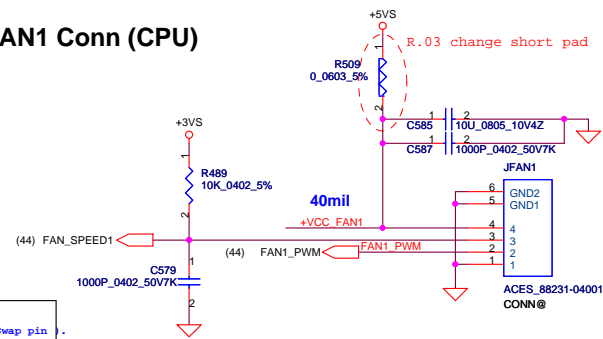 AN1 Conn (CPU)
+5VS
R.03 change short pad
1
R509
0_0603_5%
2
+3VS
1 2
C585 10U_0805_10V4Z
1 2
C587 1000P_0402_50V7K
JFAN1
1
R489
10K_0402_5%
2
40mil
+VCC_FAN1
6 GND2
5 GND1
4 4
3 3
2 2
1 1
(44) FAN_SPEED1
(44) FAN1_PWM FAN1_PWM
C579
1
1000P_0402_50V7K
2
ACES_88231-04001
CONN@
wap pin ).